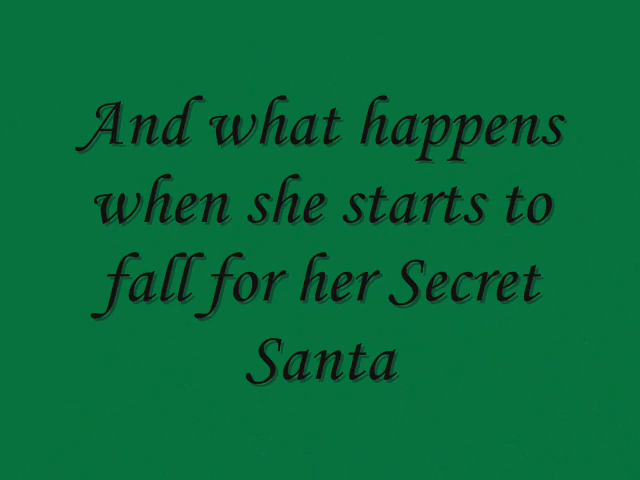 And what happens
when she starts to
fall for her Secret
Santa